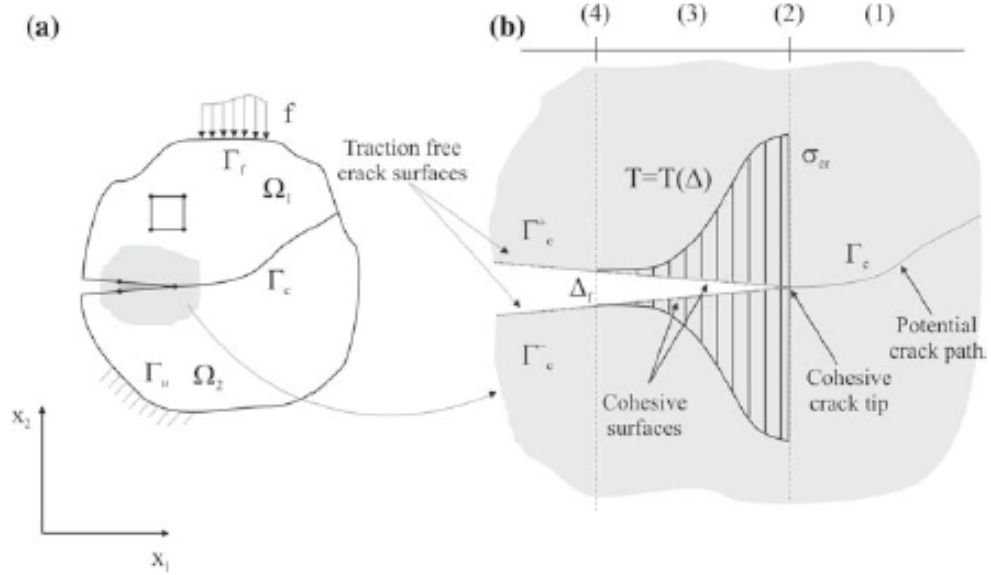 (a)
f
Γf
Ω1
Γc
Γu
Ω2
x2
x1
(b)
(4)
(3)
(2)
(1)
Traction free
crack surfaces
T=T(Δ)
σcr
Γ+c
Γc
Δf
Γ-c
Potential
crack path.
Cohesive
surfaces
Cohesive
crack tip